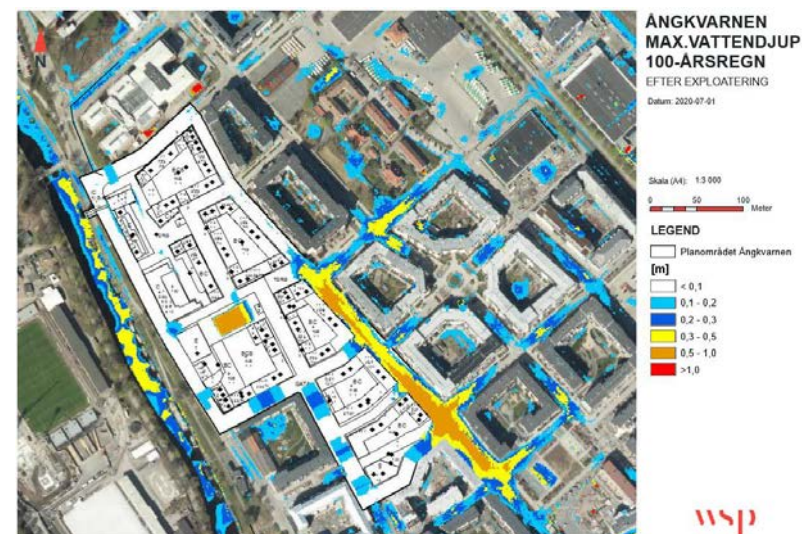 ÅNGKVARNEN
MAX.VATTENDJUP
100-ÅRSREGN
EFTER EXPLOATERING
Datum: 2020-07-01
Skala (A4): 1:3 000
0 50 100
Meter
LEGEND
Planområdet Ångkvarnen
[m]
< 0,1
0,1 - 0,2
0,2 - 0,3
0,3 - 0,5
0,5 - 1,0
>1,0
wsp
N